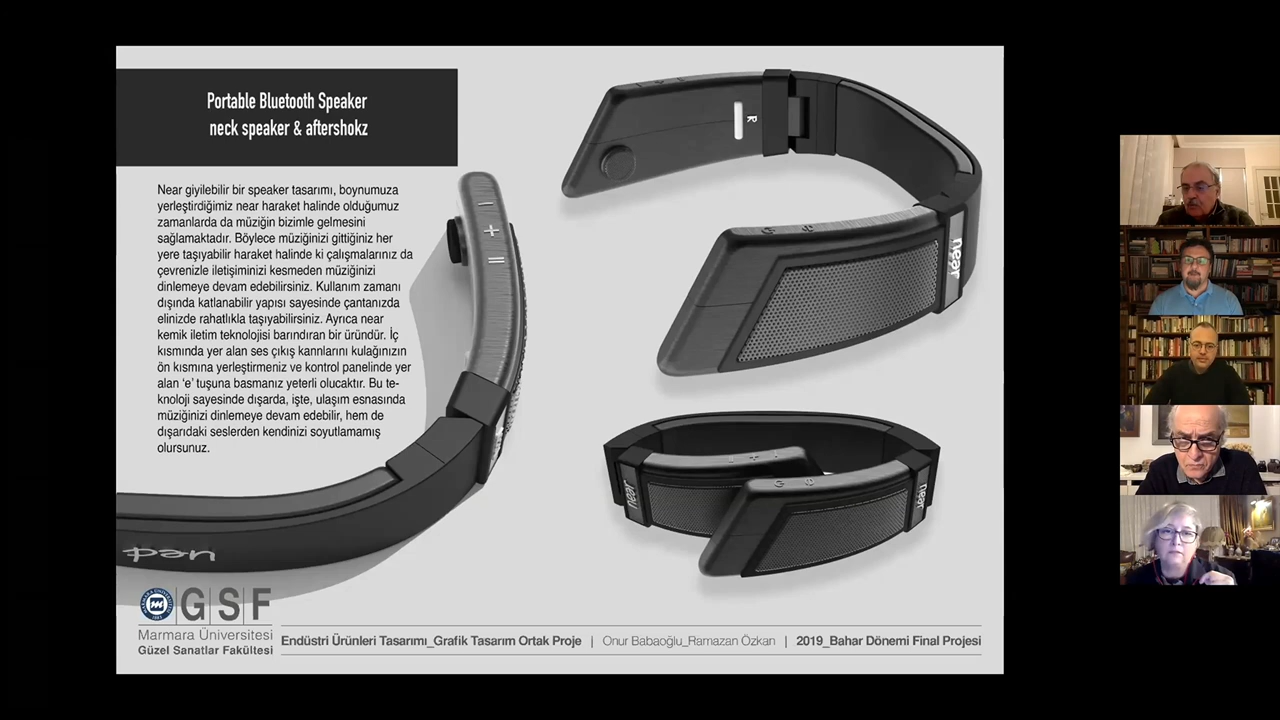 Portable Bluetooth Speaker
neck speaker & aftershokz
Near giyilebilir bir speaker tasarımı, boynumuza
yerleştirdiğimiz near haraket halinde olduğumuz
zamanlarda da müziğin bizimle gelmesini
sağlamaktadır. Böylece müziğinizi gittiğiniz her
yere taşıyabilir haraket halinde ki çalışmalarınız da
çevrenizle iletişiminizi kesmeden müziğinizi
dinlemeye devam edebilirsiniz. Kullanım zamanı
dışında katlanabilir yapısı sayesinde çantanızda
elinizde rahatlıkla taşıyabilirsiniz. Ayrıca near
kemik iletim teknolojisi barındıran bir üründür. İç
kısmında yer alan ses çıkış kannlarını kulağınızın
ön kısmına yerleştirmeniz ve kontrol panelinde yer
alan ‘e’ tuşuna basmanız yeterli olucaktır. Bu te-
knoloji sayesinde dışarda, işte, ulaşım esnasında
müziğinizi dinlemeye devam edebilir, hem de
dışarıdaki seslerden kendinizi soyutlamamış
olursunuz.
R
near
near
near
GSF
Marmara Üniversitesi
Güzel Sanatlar Fakültesi
Endüstri Ürünleri Tasarımı_Grafik Tasarım Ortak Proje | Onur Babaoğlu_Ramazan Özkan | 2019_Bahar Dönemi Final Projesi